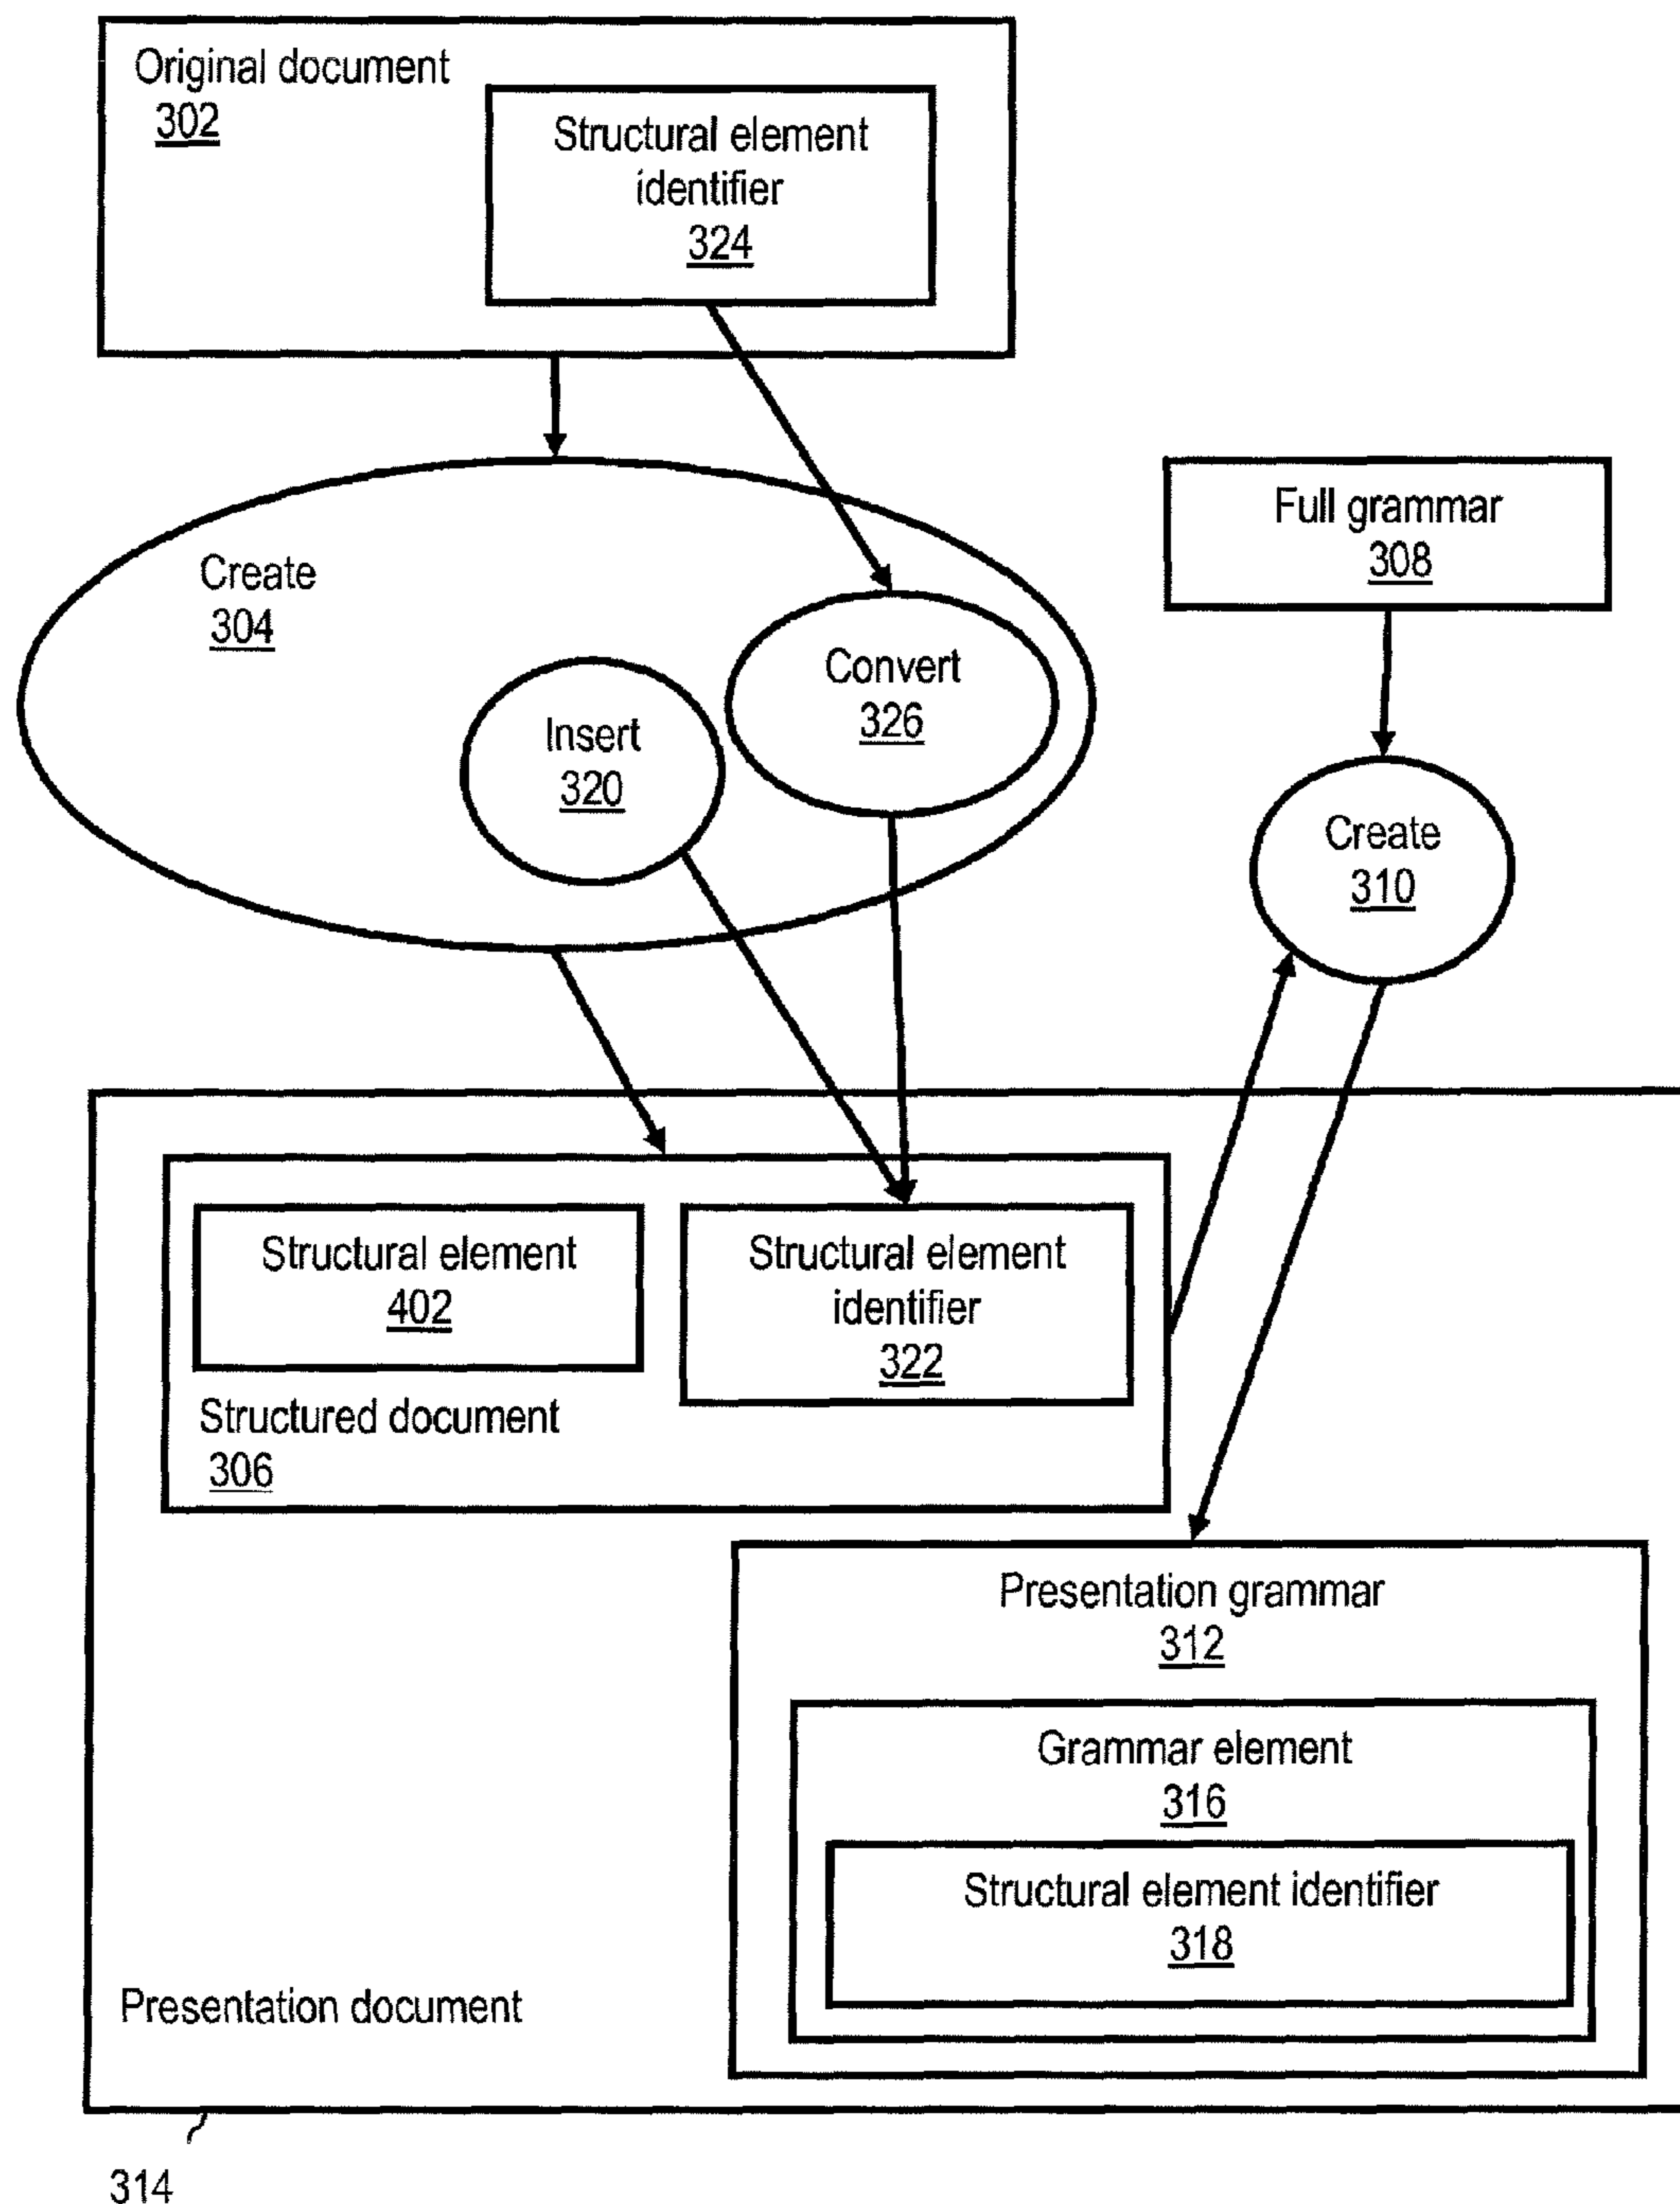 Original document
302
Structural element
identifier
324
Full grammar
308
Create
304
Convert
326
Insert
320
Create
310
Structural element
402
Structural element
identifier
322
Structured document
306
Presentation grammar
312
Grammar element
316
Structural element identifier
318
Presentation document
314